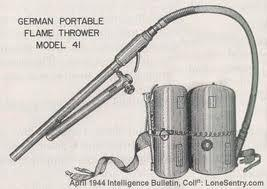 GERMAN PORTABLE
FLAME THROWER
MODEL 41
April 1944 Intelligence Bulletin, Coll": LoneSentry.com